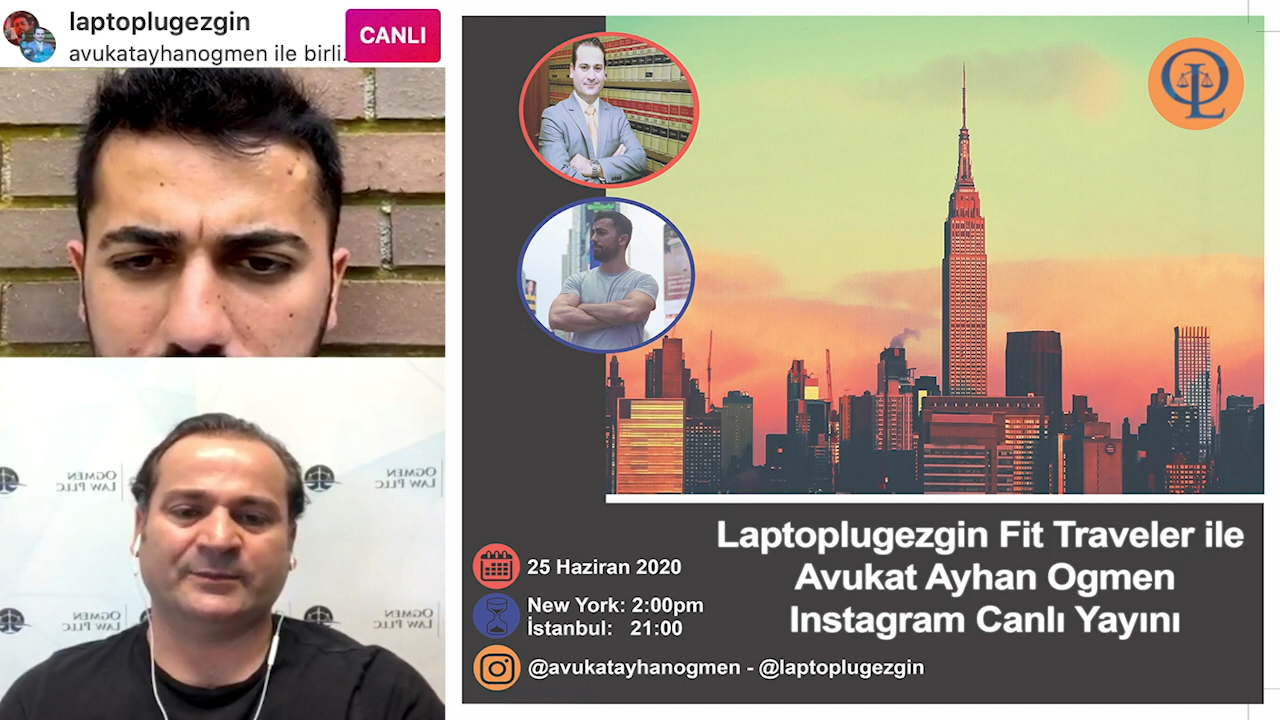 laptoplugezgin
avukatayhanogmen ile birli.
CANLI
OGMEN
LAW PLLC
OGMEN
LAW PLLC
OGMEN
LAW PLLC
OGMEN
LAW PLLC
OL
Laptoplugezgin Fit Traveler ile
Avukat Ayhan Ogmen
Instagram Canlı Yayını
25 Haziran 2020
New York: 2:00pm
İstanbul: 21:00
@avukatayhanogmen - @laptoplugezgin